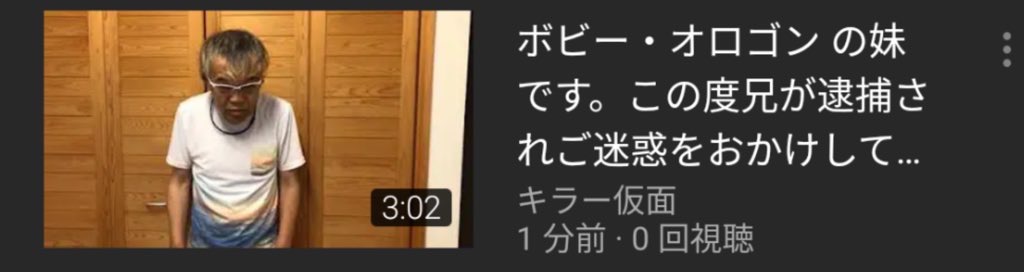 3:02
ボビー・オロゴン の妹
です。この度兄が逮捕さ
れご迷惑をおかけして...
キラー仮面
1 分前・0 回視聴